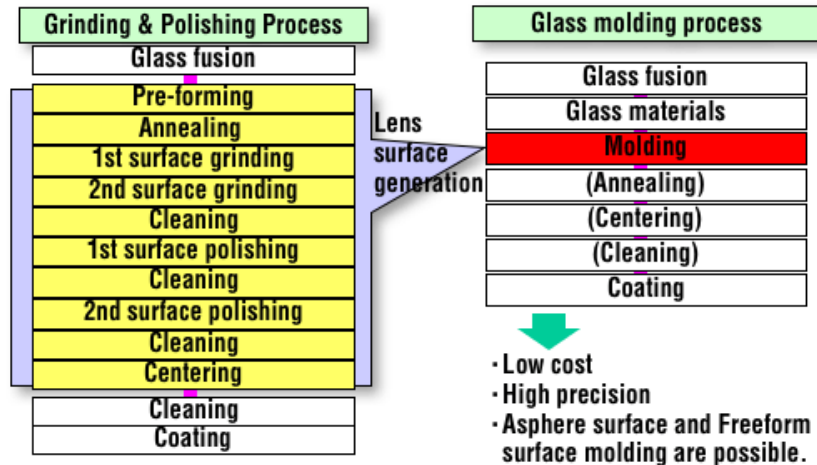 Grinding & Polishing Process
Glass fusion
Pre-forming
Annealing
1st surface grinding
2nd surface grinding
Cleaning
1st surface polishing
Cleaning
2nd surface polishing
Cleaning
Centering
Cleaning
Coating
Lens
surface
generation
Glass molding process
Glass fusion
Glass materials
Molding
(Annealing)
(Centering)
(Cleaning)
Coating
・Low cost
・High precision
・Asphere surface and Freeform
surface molding are possible.